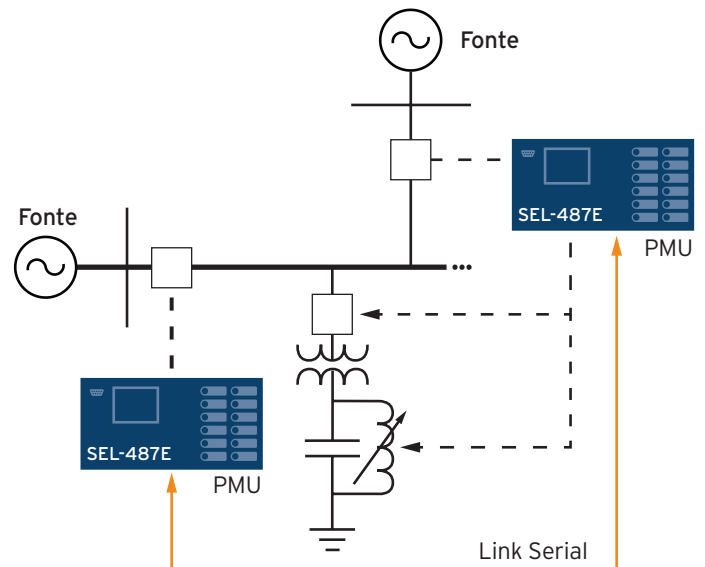 Fonte
SEL-487E
PMU
Fonte
SEL-487E
PMU
Link Serial